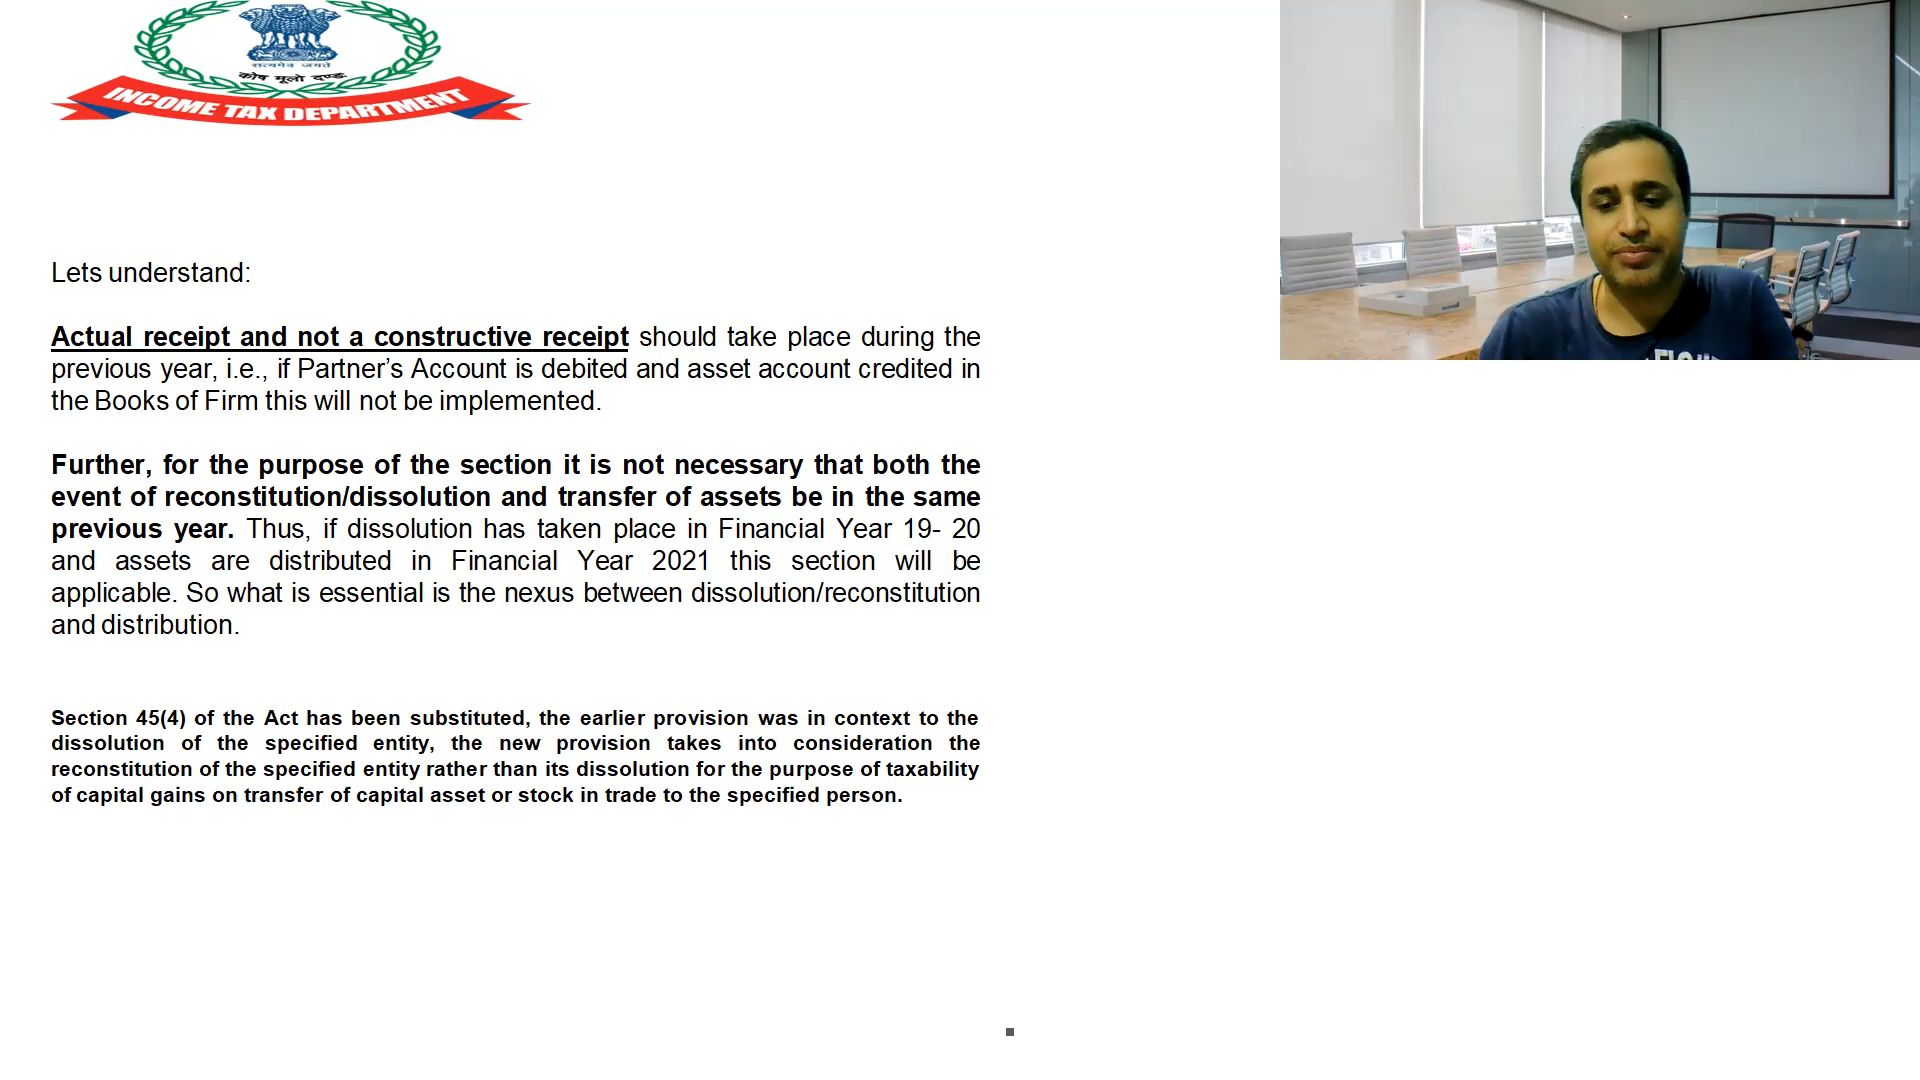 सत्यमेव जयते
कोष मूलो दण्डः
INCOME TAX DEPARTMENT
Lets understand:
Actual receipt and not a constructive receipt should take place during the
previous year, i.e., if Partner’s Account is debited and asset account credited in
the Books of Firm this will not be implemented.
Further, for the purpose of the section it is not necessary that both the
event of reconstitution/dissolution and transfer of assets be in the same
previous year. Thus, if dissolution has taken place in Financial Year 19- 20
and assets are distributed in Financial Year 2021 this section will be
applicable. So what is essential is the nexus between dissolution/reconstitution
and distribution.
Section 45(4) of the Act has been substituted, the earlier provision was in context to the
dissolution of the specified entity, the new provision takes into consideration the
reconstitution of the specified entity rather than its dissolution for the purpose of taxability
of capital gains on transfer of capital asset or stock in trade to the specified person.